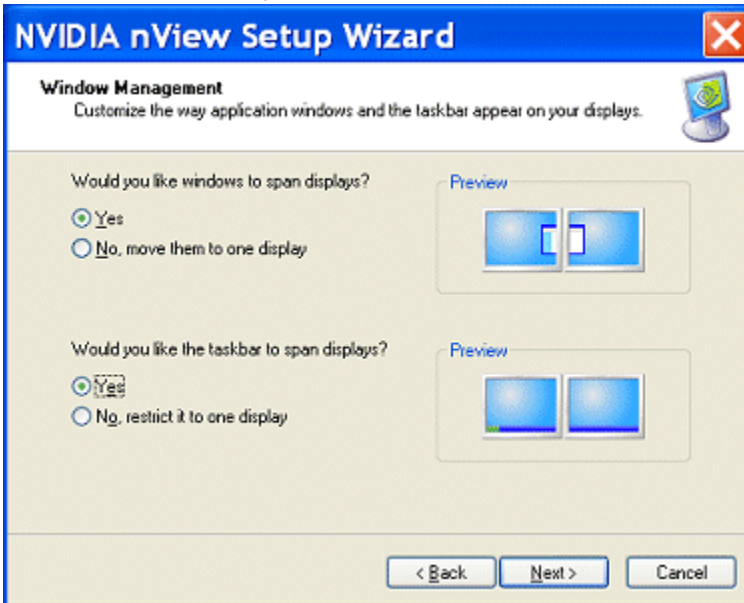 NVIDIA nView Setup Wizard
Window Management
Customize the way application windows and the taskbar appear on your displays.
Would you like windows to span displays?
Preview
Yes
No, move them to one display
Would you like the taskbar to span displays?
Preview
Yes
No, restrict it to one display
< Back
Next >
Cancel